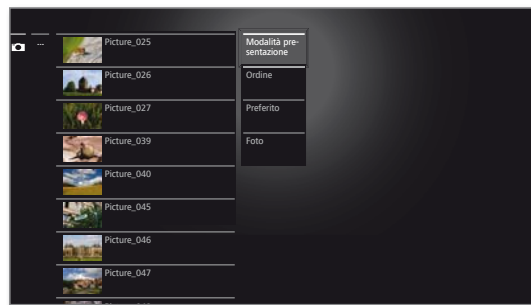 ...
Picture_025
Picture_026
Picture_027
Picture_039
Picture_040
Picture_045
Picture_046
Picture_047
Modalità pre-
sentazione
Ordine
Preferito
Foto